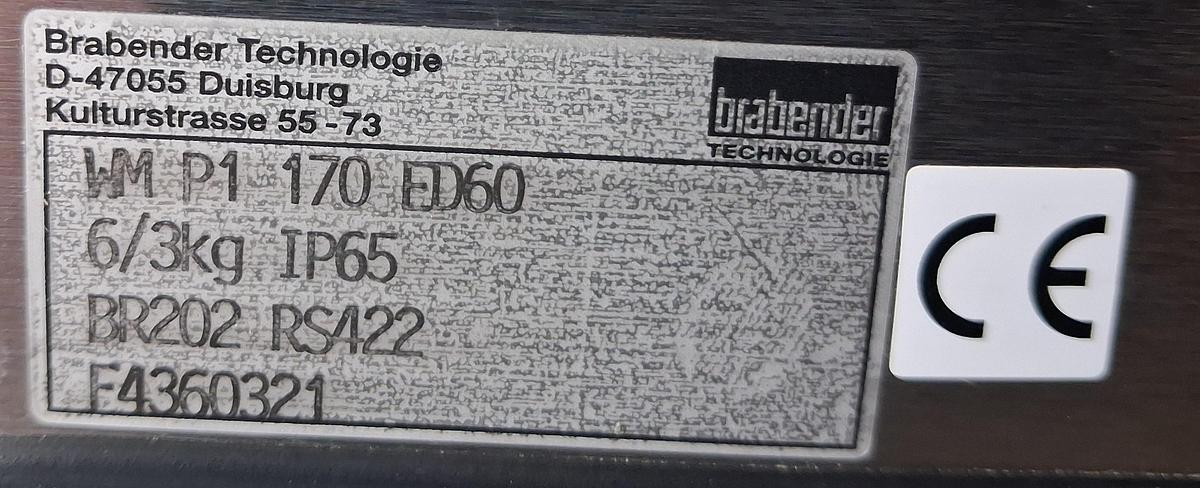 Brabender Technologie
D-47055 Duisburg
Kulturstrasse 55-73
brabender
TECHNOLOGIE
WM P1 170 ED60
6/3kg IP65
BR202 RS422
F4360321
CE